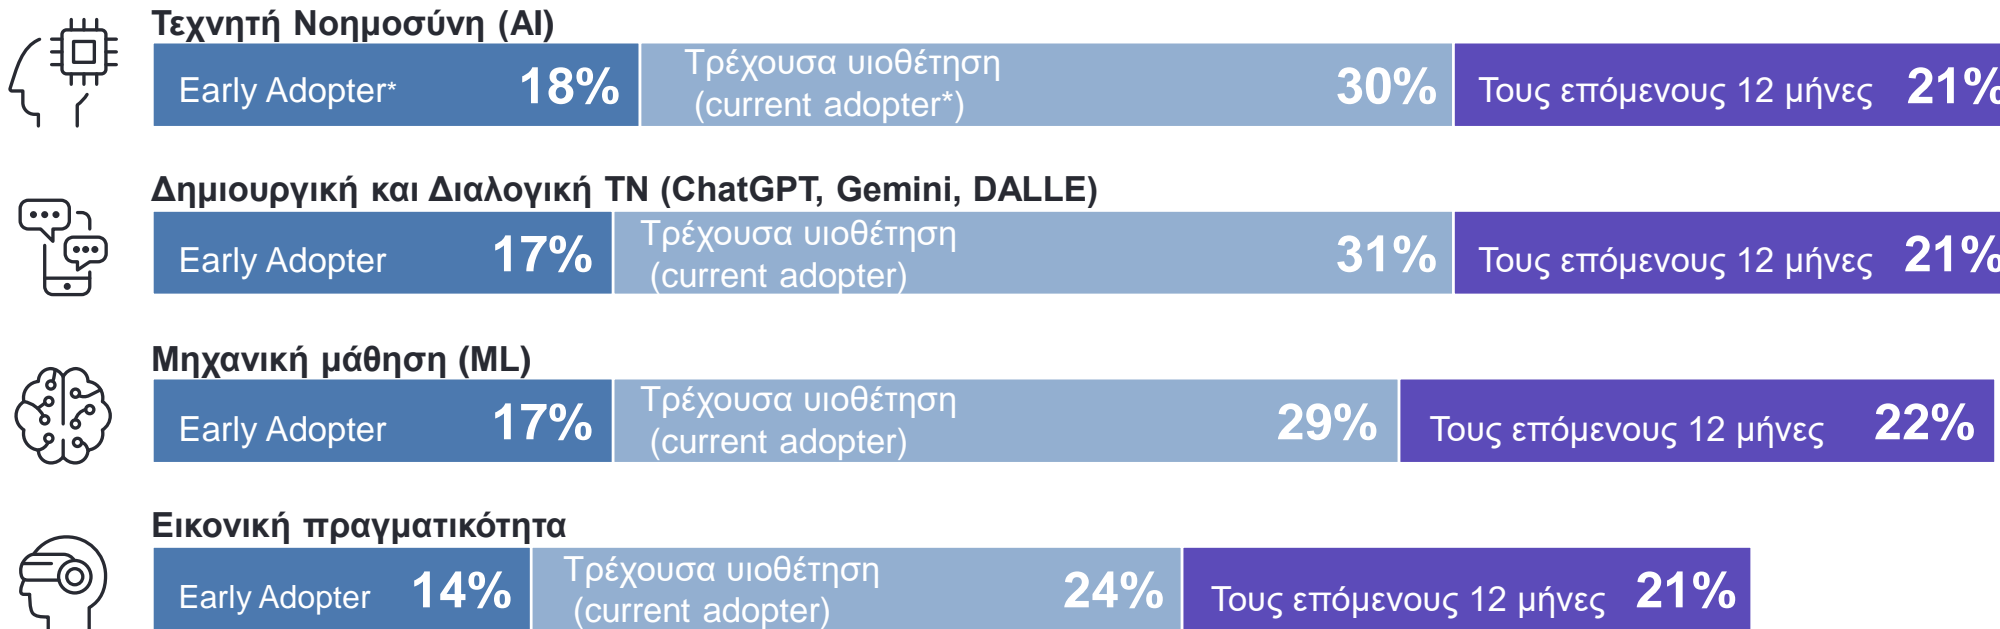 Τεχνητή Νοημοσύνη (AI)
Early Adopter* 18% Τρέχουσα υιοθέτηση
(current adopter*) 30% Τους επόμενους 12 μήνες 21%
Δημιουργική και Διαλογική ΤΝ (ChatGPT, Gemini, DALLE)
Early Adopter 17% Τρέχουσα υιοθέτηση
(current adopter) 31% Τους επόμενους 12 μήνες 21%
Μηχανική μάθηση (ML)
Early Adopter 17% Τρέχουσα υιοθέτηση
(current adopter) 29% Τους επόμενους 12 μήνες 22%
Εικονική πραγματικότητα
Early Adopter 14% Τρέχουσα υιοθέτηση
(current adopter) 24% Τους επόμενους 12 μήνες 21%